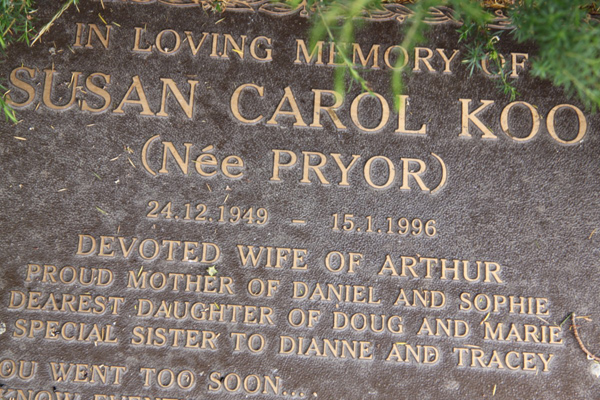 IN LOVING MEMORY OF
SUSAN CAROL KOO
(Née PRYOR)
24.12.1949 – 15.1.1996
DEVOTED WIFE OF ARTHUR
PROUD MOTHER OF DANIEL AND SOPHIE
DEAREST DAUGHTER OF DOUG AND MARIE
SPECIAL SISTER TO DIANNE AND TRACEY
OU WENT TOO SOON...